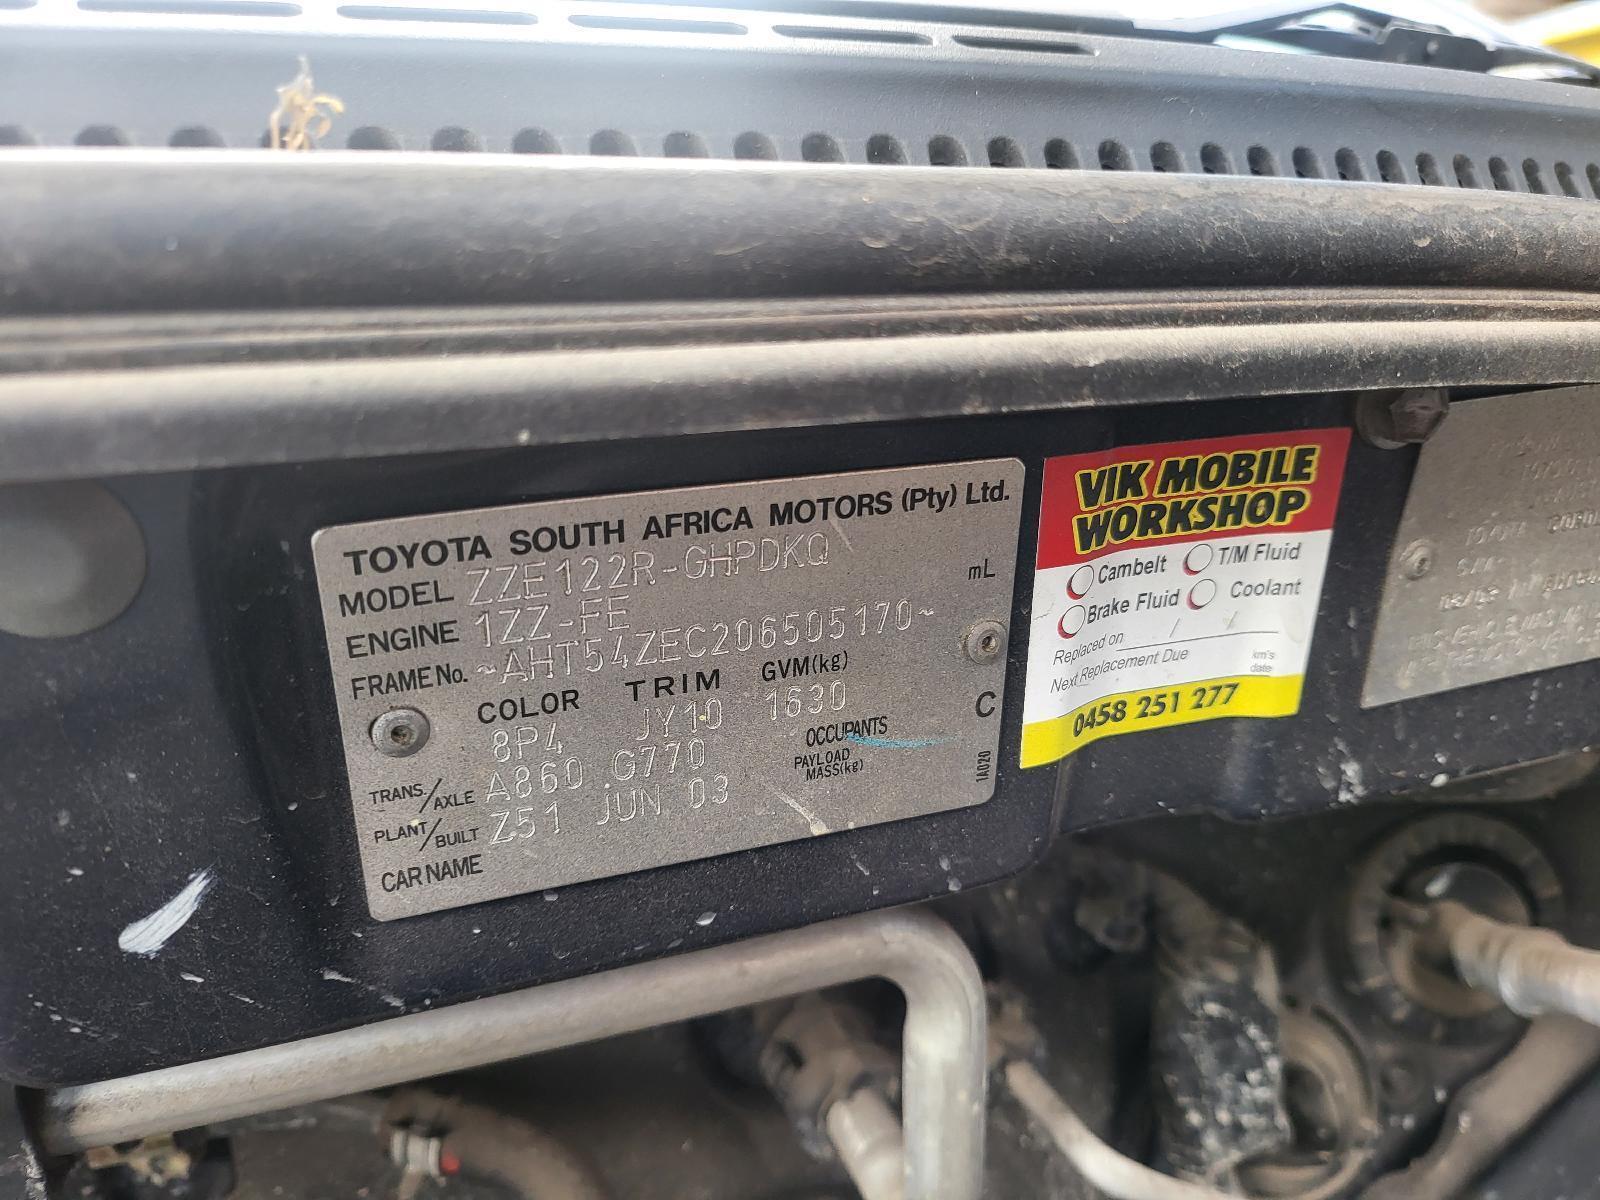 TOYOTA SOUTH AFRICA MOTORS (Pty) Ltd.
MODEL ZZE122R-GHPDKQ
ENGINE 1ZZ-FE mL
FRAME No. ~AHT54ZEC206505170~
COLOR TRIM GVM(kg)
8P4 JY10 1630
C
TRANS./AXLE A860 G770
OCCUPANTS
PAYLOAD
MASS(kg)
PLANT/BUILT Z51 JUN 03
CAR NAME
1A020
VIK MOBILE
WORKSHOP
Cambelt T/M Fluid
Brake Fluid Coolant
Replaced on / /
Next Replacement Due km's
date
0458 251 277